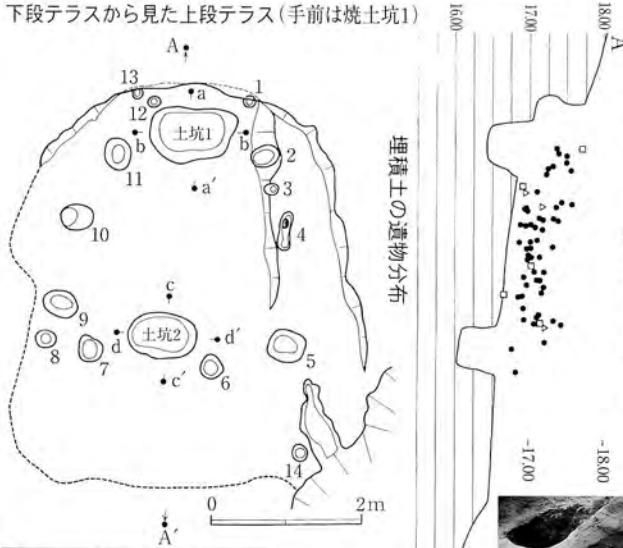 下段テラスから見た上段テラス(手前は焼土坑1)
A
13
12
a
1
b
土坑1
b
11
2
a′
3
10
4
c
9
8
d
土坑2
d′
7
6
5
c′
14
0
2m
A′
埋積土の遺物分布
16.00
17.00
18.00
A
-17.00
-18.00